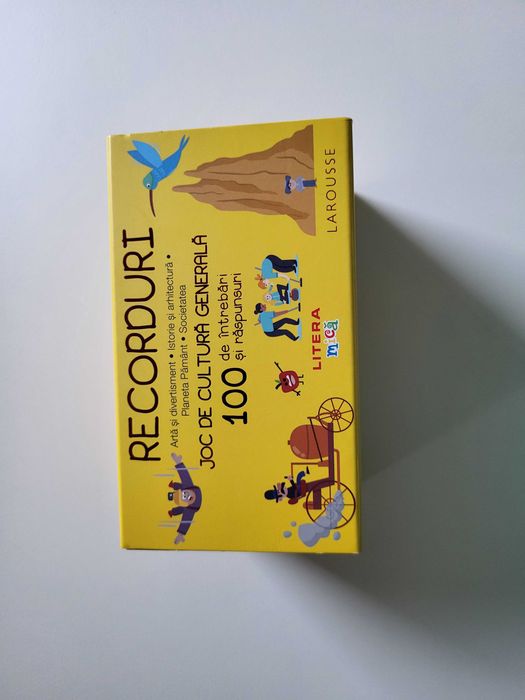 RECORDURI
Artă și divertisment • Istorie și arhitectură •
Planeta Pământ • Societatea
JOC DE CULTURĂ GENERALĂ
100 de întrebări
și răspunsuri
LITERA
mică
LAROUSSE